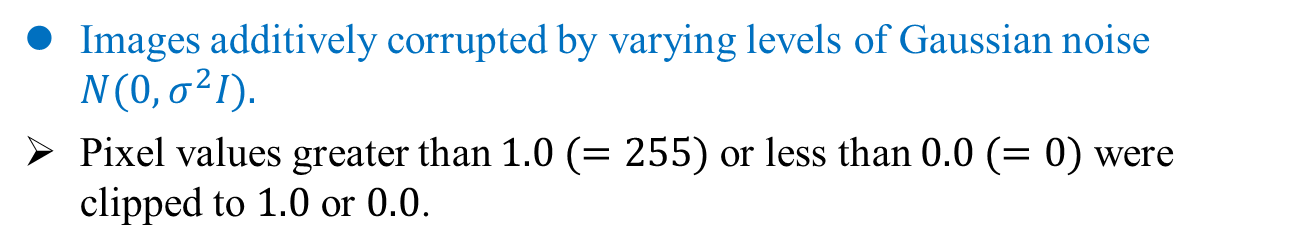 ● Images additively corrupted by varying levels of Gaussian noise
𝑁(0, 𝜎²𝐼).
➢ Pixel values greater than 1.0 (= 255) or less than 0.0 (= 0) were
clipped to 1.0 or 0.0.